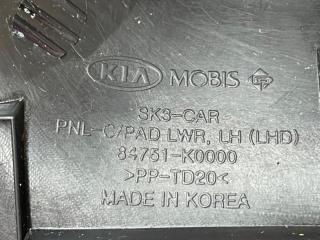 KIA MOBIS
SK3-CAR
PNL-C/PAD LWR, LH (LHD)
84751-K0000
>PP-TD20<
MADE IN KOREA